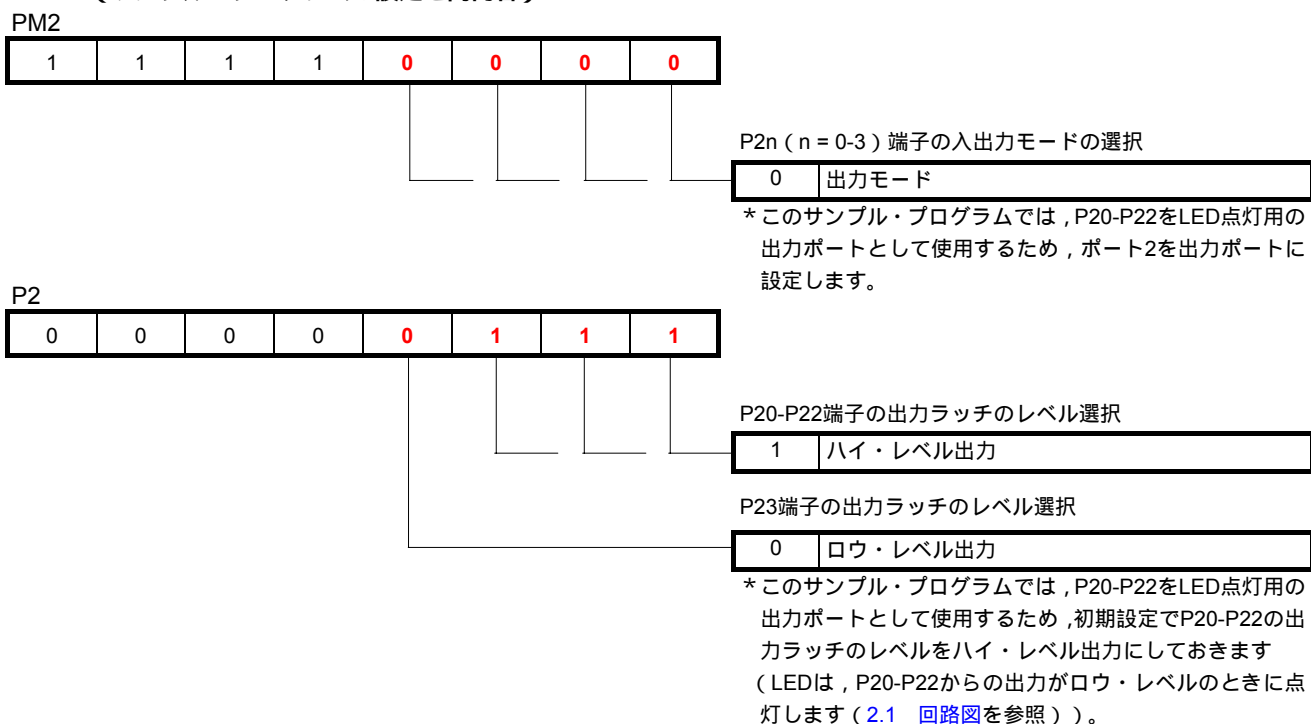 PM2
1 1 1 1 0 0 0 0
P2n（n = 0-3）端子の入出力モードの選択
0 出力モード
*このサンプル・プログラムでは，P20-P22をLED点灯用の
出力ポートとして使用するため，ポート2を出力ポートに
設定します。
P2
0 0 0 0 0 1 1 1
P20-P22端子の出力ラッチのレベル選択
1 ハイ・レベル出力
P23端子の出力ラッチのレベル選択
0 ロウ・レベル出力
*このサンプル・プログラムでは，P20-P22をLED点灯用の
出力ポートとして使用するため，初期設定でP20-P22の出
力ラッチのレベルをハイ・レベル出力にしておきます
（LEDは，P20-P22からの出力がロウ・レベルのときに点
灯します（2.1 回路図を参照））。